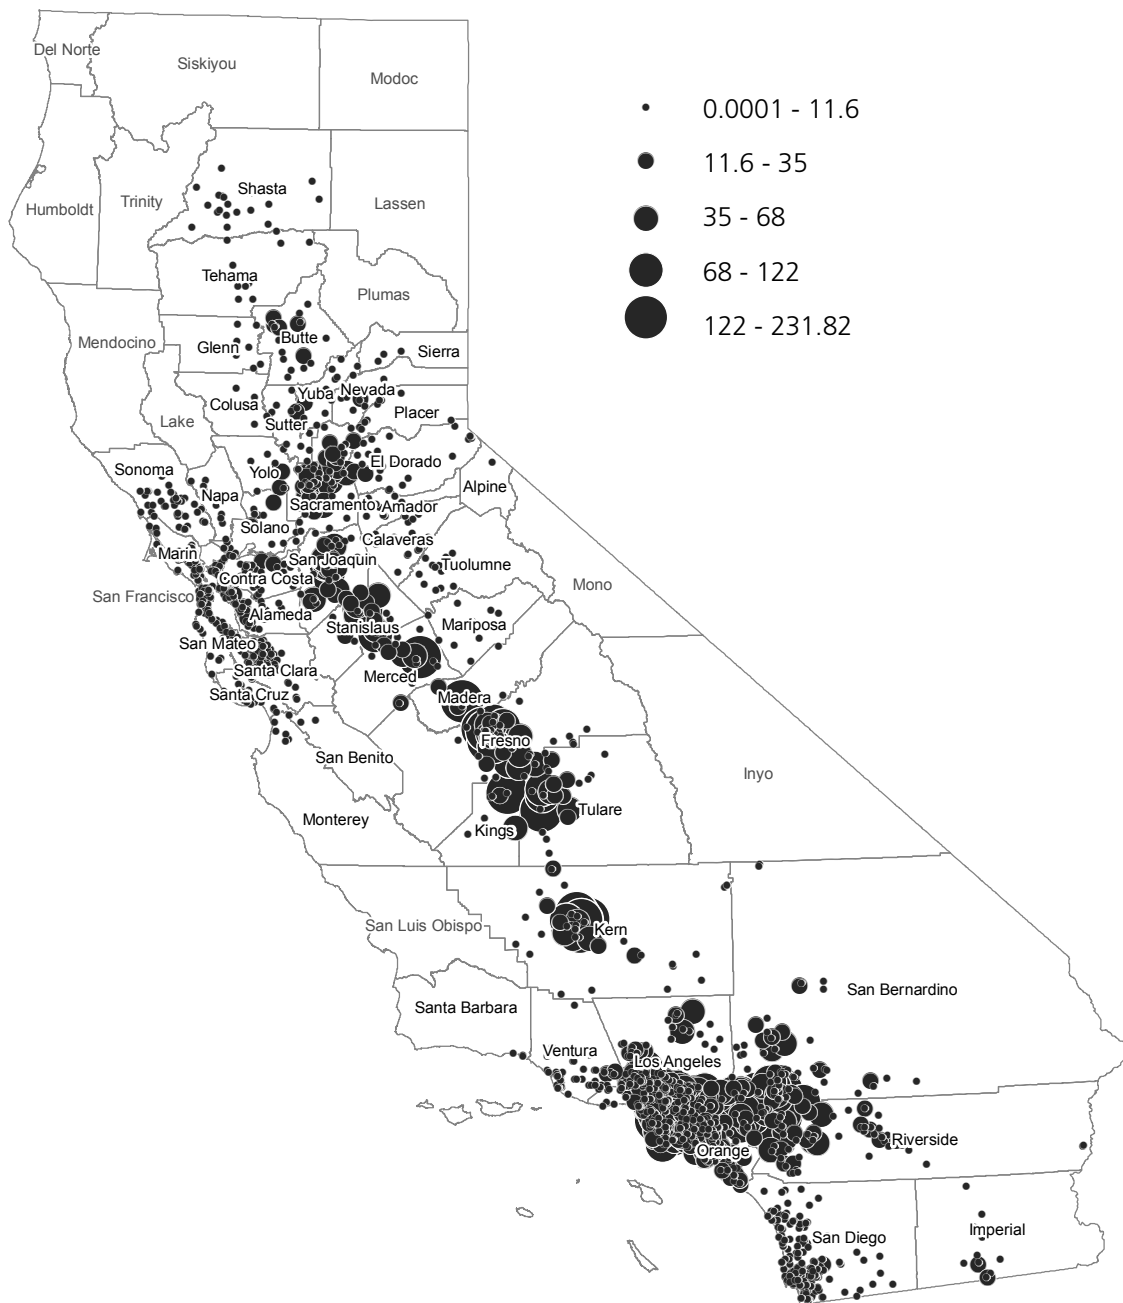 Del Norte
Siskiyou
Modoc
0.0001 - 11.6
11.6 - 35
35 - 68
68 - 122
122 - 231.82
Humboldt
Trinity
Shasta
Lassen
Tehama
Plumas
Mendocino
Glenn
Butte
Sierra
Colusa
Yuba
Nevada
Lake
Sutter
Placer
Sonoma
Napa
Yolo
El Dorado
Alpine
Sacramento
Amador
Solano
Calaveras
Marin
San Joaquin
Tuolumne
Contra Costa
Mono
San Francisco
Alameda
Stanislaus
Mariposa
San Mateo
Santa Clara
Merced
Santa Cruz
Madera
Fresno
San Benito
Inyo
Monterey
Kings
Tulare
San Luis Obispo
Kern
Santa Barbara
San Bernardino
Ventura
Los Angeles
Orange
Riverside
San Diego
Imperial